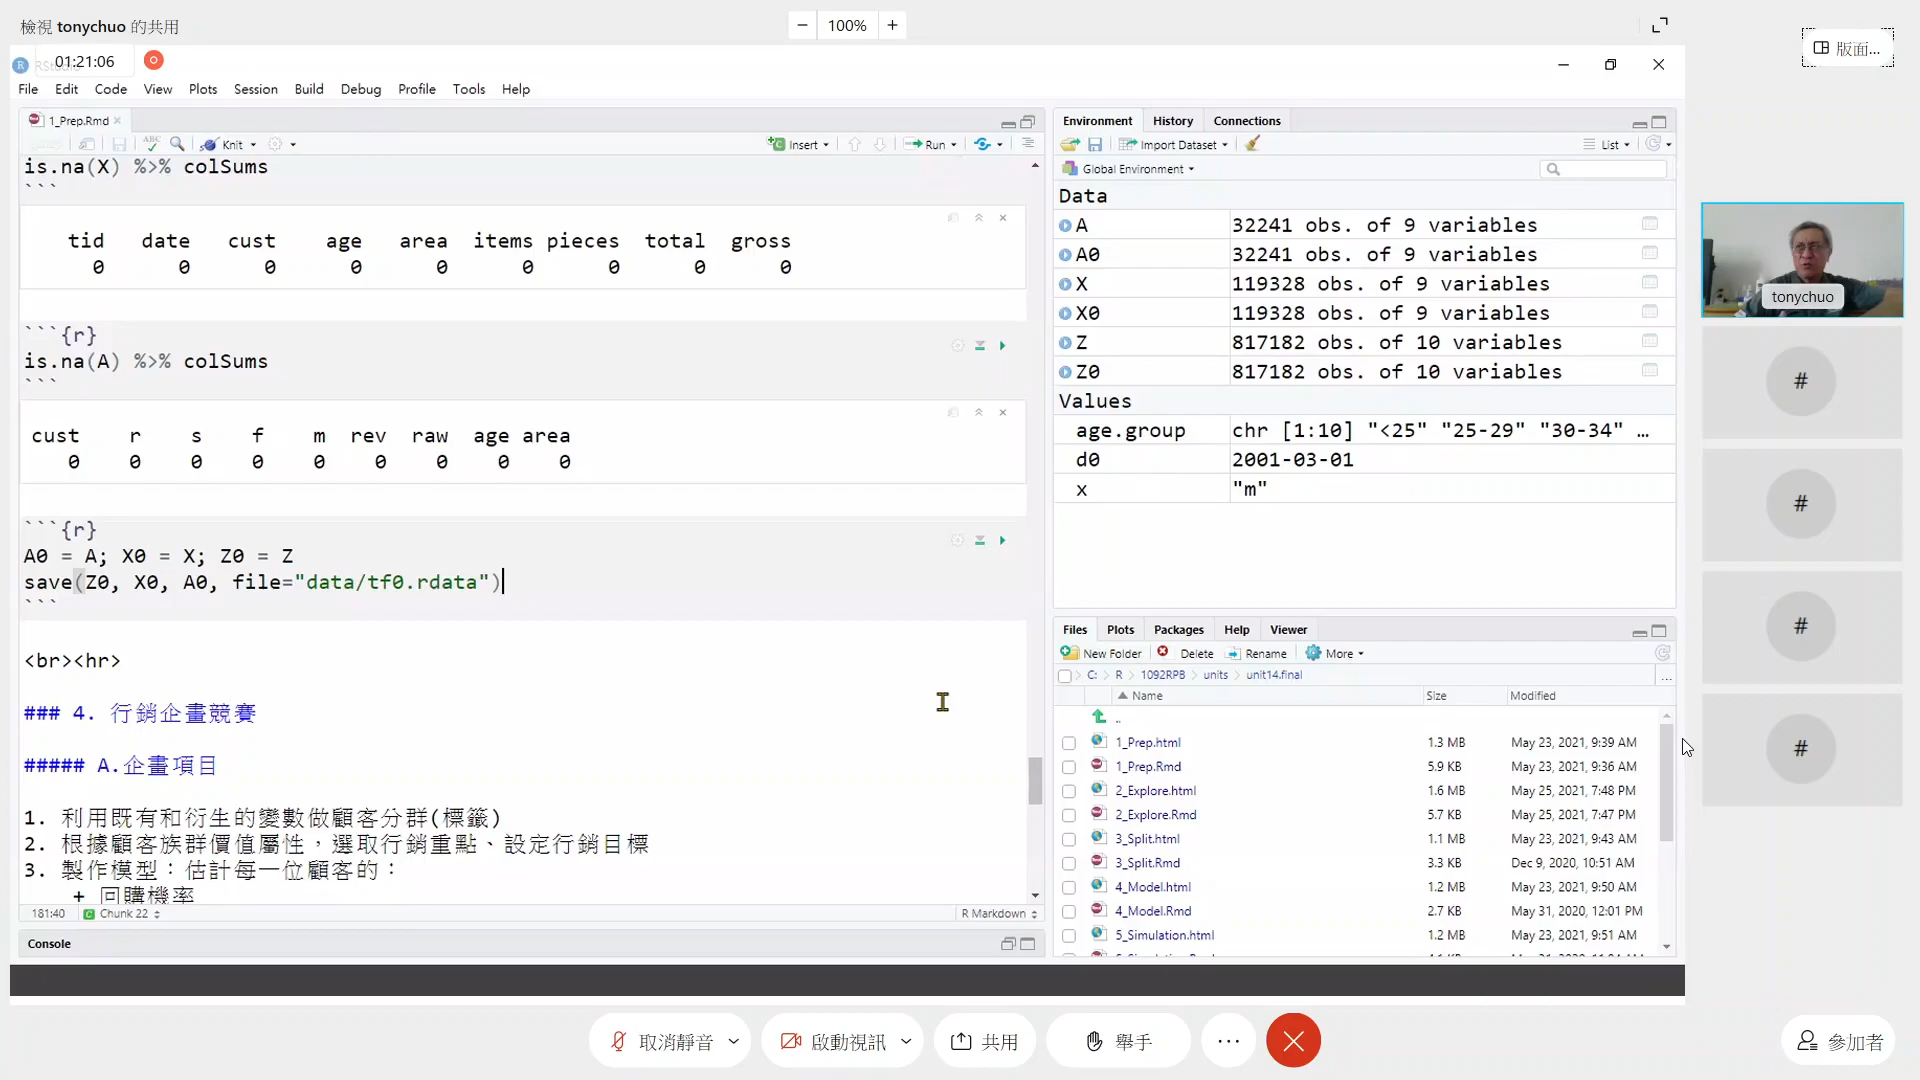 檢視 tonychuo 的共用
100%
版面...
01:21:06
File Edit Code View Plots Session Build Debug Profile Tools Help
1_Prep.Rmd
Knit Insert Run
is.na(X) %>% colSums
```
tid date cust age area items pieces total gross
0 0 0 0 0 0 0 0 0
```{r}
is.na(A) %>% colSums
```
cust r s f m rev raw age area
0 0 0 0 0 0 0 0 0
```{r}
A0 = A; X0 = X; Z0 = Z
save(Z0, X0, A0, file="data/tf0.rdata")
```
<br><hr>
### 4. 行銷企畫競賽
##### A.企畫項目
1. 利用既有和衍生的變數做顧客分群(標籤)
2. 根據顧客族群價值屬性，選取行銷重點、設定行銷目標
3. 製作模型：估計每一位顧客的：
+ 回購機率
181:40 Chunk 22 R Markdown
Console
Environment History Connections
Import Dataset List
Global Environment
Data
A 32241 obs. of 9 variables
A0 32241 obs. of 9 variables
X 119328 obs. of 9 variables
X0 119328 obs. of 9 variables
Z 817182 obs. of 10 variables
Z0 817182 obs. of 10 variables
Values
age.group chr [1:10] "<25" "25-29" "30-34" …
d0 2001-03-01
x "m"
Files Plots Packages Help Viewer
New Folder Delete Rename More
C: R 1092RPB units unit14.final ...
Name Size Modified
..
1_Prep.html 1.3 MB May 23, 2021, 9:39 AM
1_Prep.Rmd 5.9 KB May 23, 2021, 9:36 AM
2_Explore.html 1.6 MB May 25, 2021, 7:48 PM
2_Explore.Rmd 5.7 KB May 25, 2021, 7:47 PM
3_Split.html 1.1 MB May 23, 2021, 9:43 AM
3_Split.Rmd 3.3 KB Dec 9, 2020, 10:51 AM
4_Model.html 1.2 MB May 23, 2021, 9:50 AM
4_Model.Rmd 2.7 KB May 31, 2020, 12:01 PM
5_Simulation.html 1.2 MB May 23, 2021, 9:51 AM
tonychuo
#
#
#
#
取消靜音 啟動視訊 共用 舉手 ... 參加者